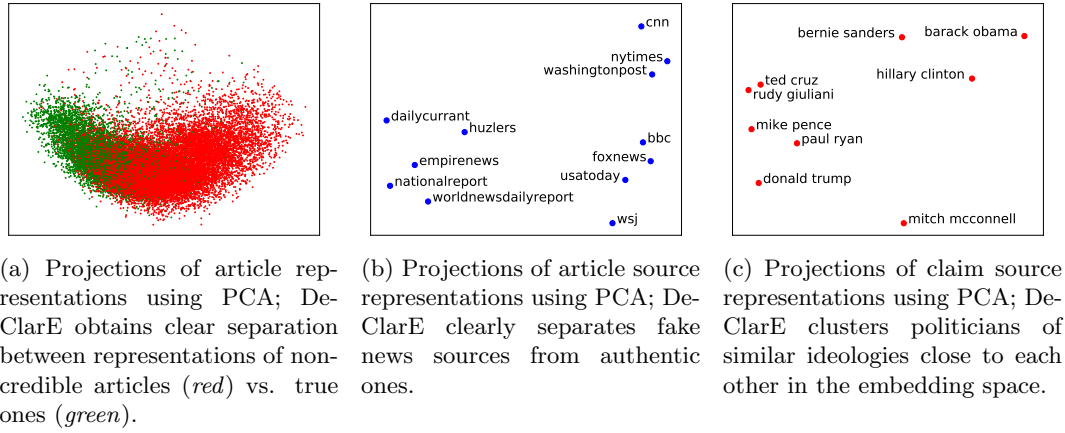 cnn
nytimes
washingtonpost
dailycurrant
huzlers
bbc
foxnews
empirenews
usatoday
nationalreport
worldnewsdailyreport
wsj
bernie sanders
barack obama
hillary clinton
ted cruz
rudy giuliani
mike pence
paul ryan
donald trump
mitch mcconnell
(a) Projections of article rep-
resentations using PCA; De-
ClarE obtains clear separation
between representations of non-
credible articles (red) vs. true
ones (green).
(b) Projections of article source
representations using PCA; De-
ClarE clearly separates fake
news sources from authentic
ones.
(c) Projections of claim source
representations using PCA; De-
ClarE clusters politicians of
similar ideologies close to each
other in the embedding space.